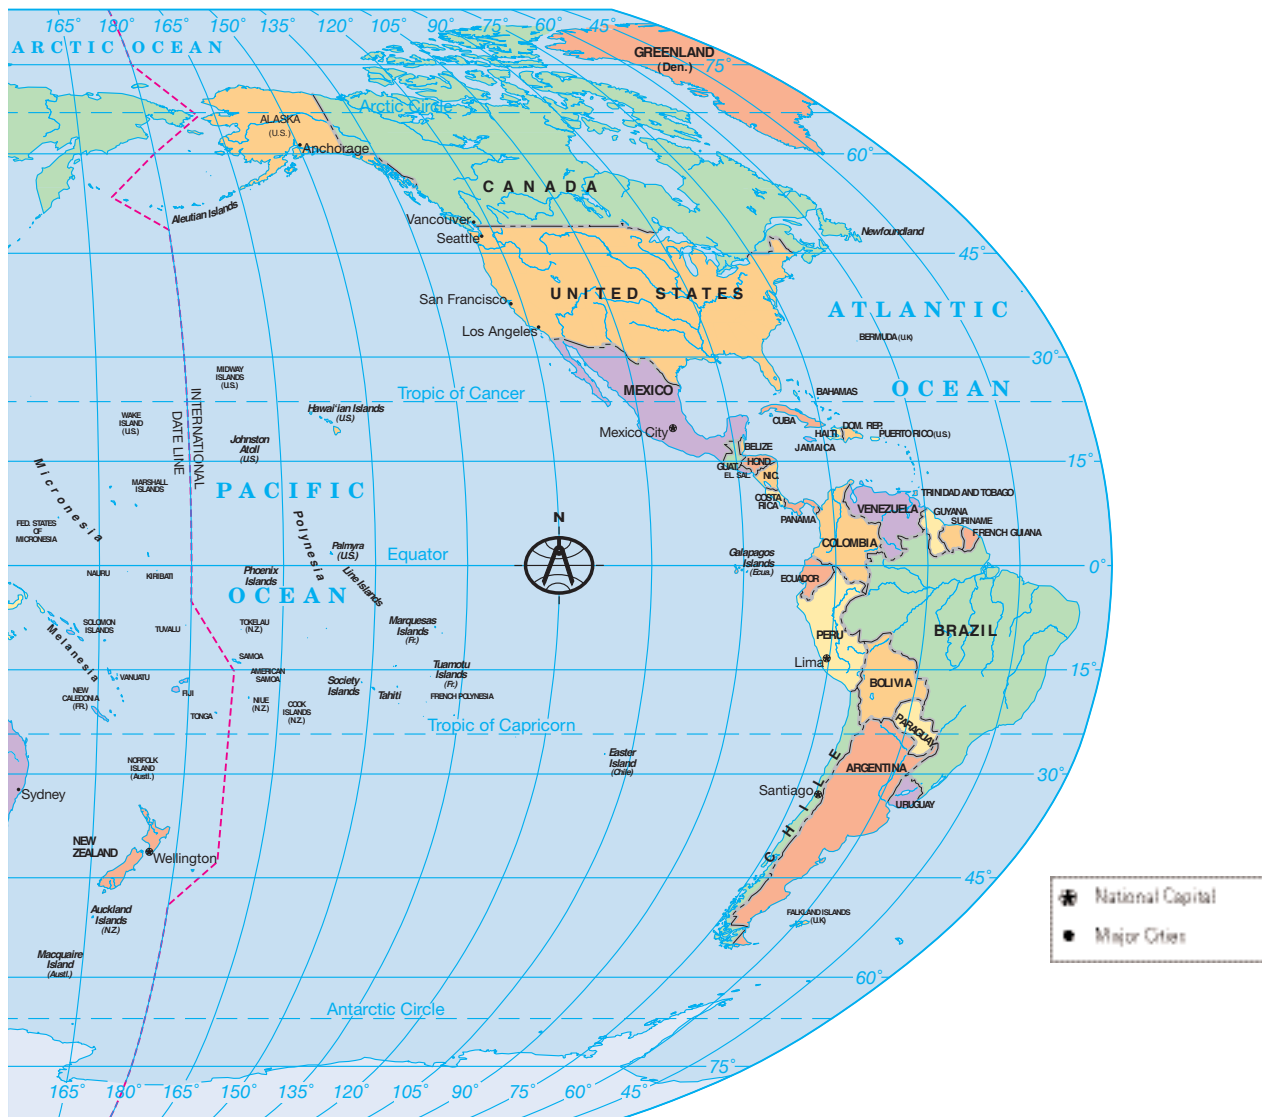 165° 180° 165° 150° 135° 120° 105° 90° 75° 60° 45°
ARCTIC OCEAN
GREENLAND
(Den.)
75°
Arctic Circle
ALASKA
(U.S.)
Anchorage
60°
CANADA
Aleutian Islands
Vancouver
Seattle
Newfoundland
45°
UNITED STATES
San Francisco
Los Angeles
ATLANTIC
BERMUDA (U.K)
30°
OCEAN
MIDWAY
ISLANDS
(U.S.)
INTERNATIONAL
DATE LINE
Tropic of Cancer
MEXICO
BAHAMAS
WAKE
ISLAND
(U.S.)
Hawai'ian Islands
(U.S.)
Mexico City
CUBA
HAITI
DOM. REP.
PUERTO RICO (U.S.)
JAMAICA
Johnston
Atoll
(U.S.)
BELIZE
GUAT.
HOND.
EL SAL.
NIC.
15°
Micronesia
MARSHALL
ISLANDS
PACIFIC
COSTA
RICA
PANAMA
VENEZUELA
TRINIDAD AND TOBAGO
GUYANA
SURINAME
FRENCH GUIANA
FED. STATES
OF
MICRONESIA
Polynesia
N
COLOMBIA
Palmyra
(U.S.)
Equator
Galapagos
Islands
(Ecua.)
0°
NAURU
KIRIBATI
Phoenix
Islands
Line Islands
ECUADOR
OCEAN
SOLOMON
ISLANDS
TUVALU
TOKELAU
(N.Z.)
Marquesas
Islands
(Fr.)
PERU
BRAZIL
Melanesia
SAMOA
AMERICAN
SAMOA
Lima
15°
VANUATU
FIJI
Society
Islands
Tahiti
Tuamotu
Islands
(Fr.)
FRENCH POLYNESIA
BOLIVIA
NEW
CALEDONIA
(FR.)
TONGA
NIUE
(N.Z.)
COOK
ISLANDS
(N.Z.)
Tropic of Capricorn
PARAGUAY
NORFOLK
ISLAND
(Austl.)
Easter
Island
(Chile)
CHILE
ARGENTINA
30°
Sydney
Santiago
URUGUAY
NEW
ZEALAND
Wellington
45°
Auckland
Islands
(N.Z.)
FALKLAND ISLANDS
(U.K)
National Capital
Major Cities
Macquaire
Island
(Austl.)
60°
Antarctic Circle
75°
165° 180° 165° 150° 135° 120° 105° 90° 75° 60° 45°